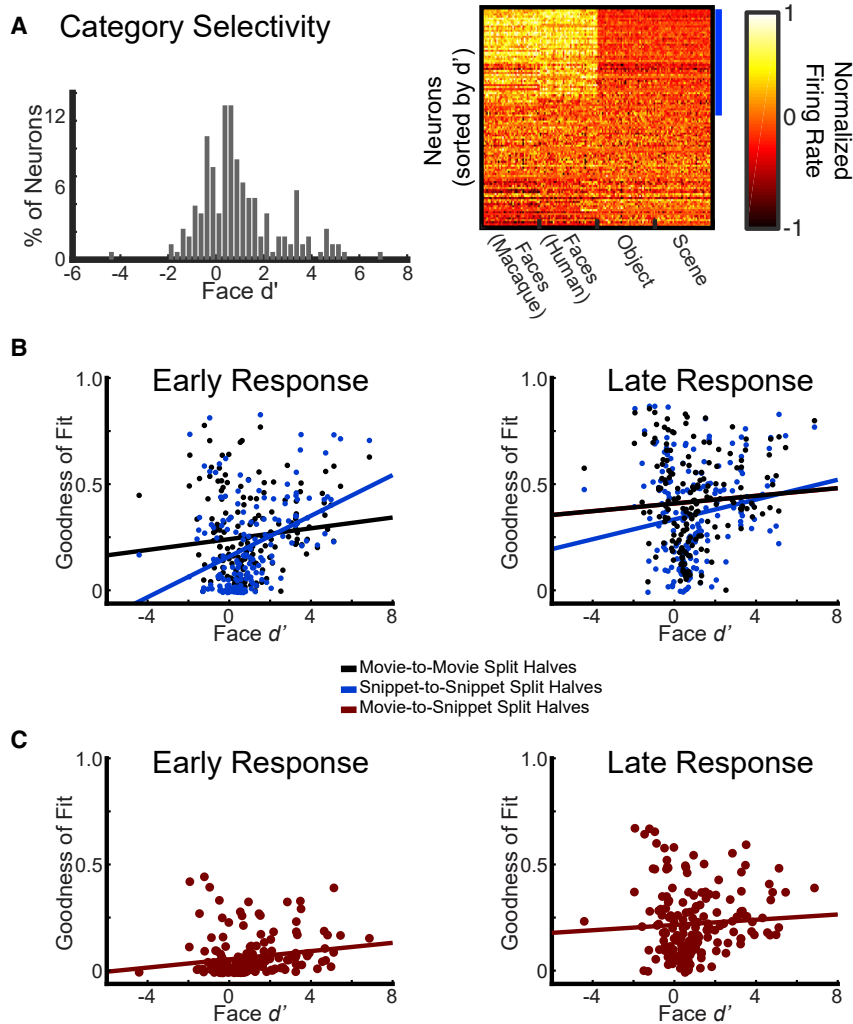 A
Category Selectivity
% of Neurons
12
6
0
-6 -4 -2 0 2 4 6 8
Face d'
Neurons
(sorted by d’)
Faces
(Macaque)
Faces
(Human)
Object
Scene
1
0
-1
Normalized
Firing Rate
B
Early Response
Goodness of Fit
1.0
0.5
0
-4 0 4 8
Face d’
Late Response
Goodness of Fit
1.0
0.5
0
-4 0 4 8
Face d’
Movie-to-Movie Split Halves
Snippet-to-Snippet Split Halves
Movie-to-Snippet Split Halves
C
Early Response
Goodness of Fit
1.0
0.5
0
-4 0 4 8
Face d’
Late Response
Goodness of Fit
1.0
0.5
0
-4 0 4 8
Face d’